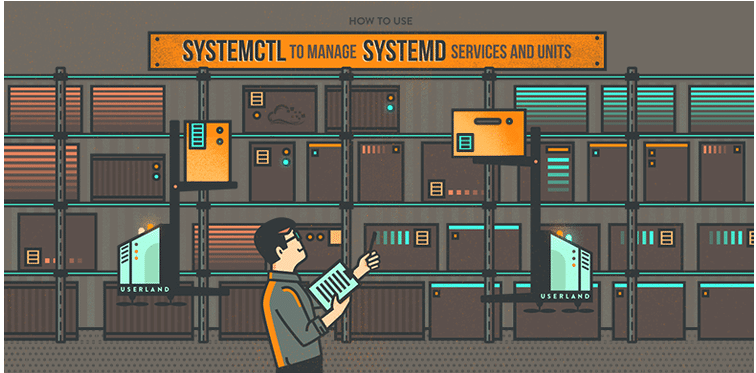 HOW TO USE
SYSTEMCTL TO MANAGE SYSTEMD SERVICES AND UNITS
USERLAND
USERLAND